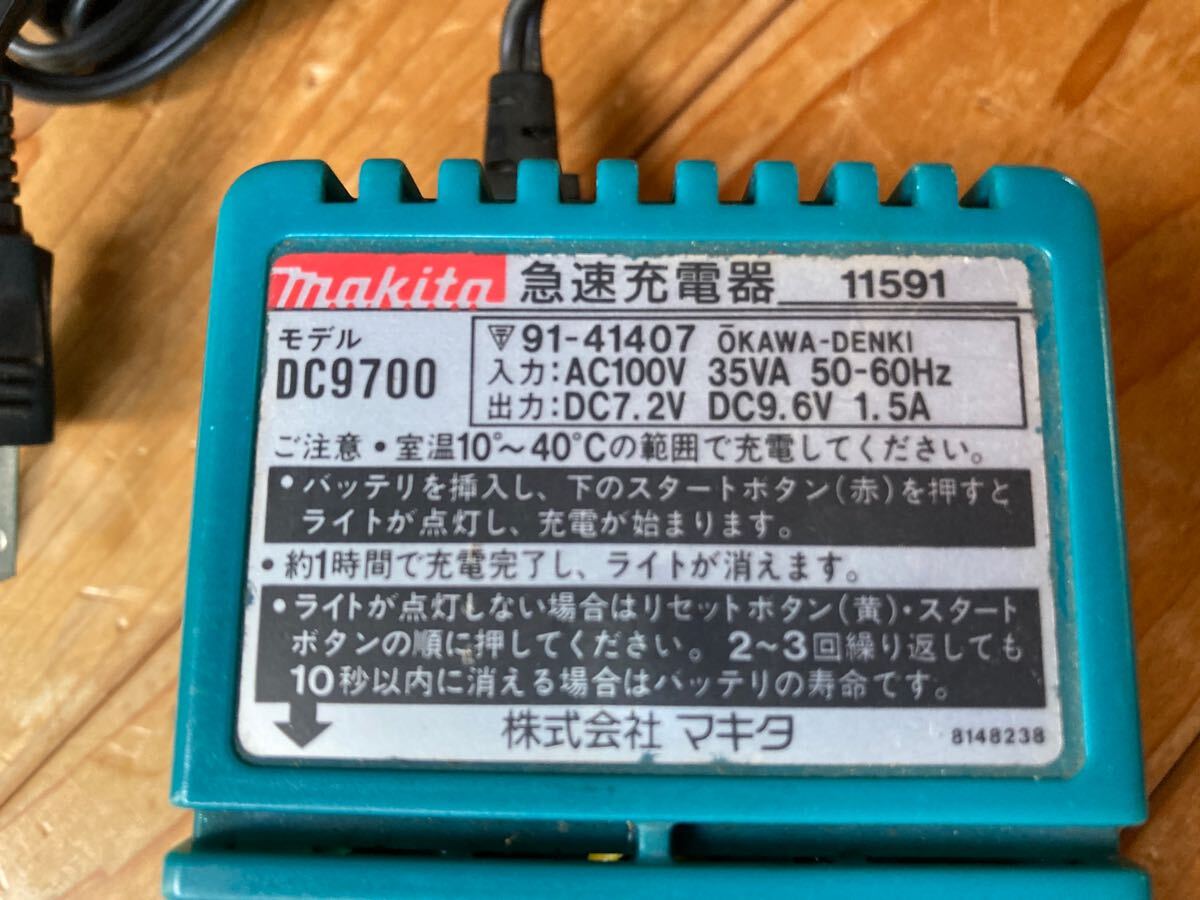 makita 急速充電器 11591
モデル
DC9700
〒 91-41407 ŌKAWA-DENKI
入力:AC100V 35VA 50-60Hz
出力:DC7.2V DC9.6V 1.5A
ご注意・室温10°〜40°Cの範囲で充電してください。
・バッテリを挿入し、下のスタートボタン(赤)を押すと
ライトが点灯し、充電が始まります。
・約1時間で充電完了し、ライトが消えます。
・ライトが点灯しない場合はリセットボタン(黄)・スタート
ボタンの順に押してください。2〜3回繰り返しても
10秒以内に消える場合はバッテリの寿命です。
株式会社 マキタ 8148238